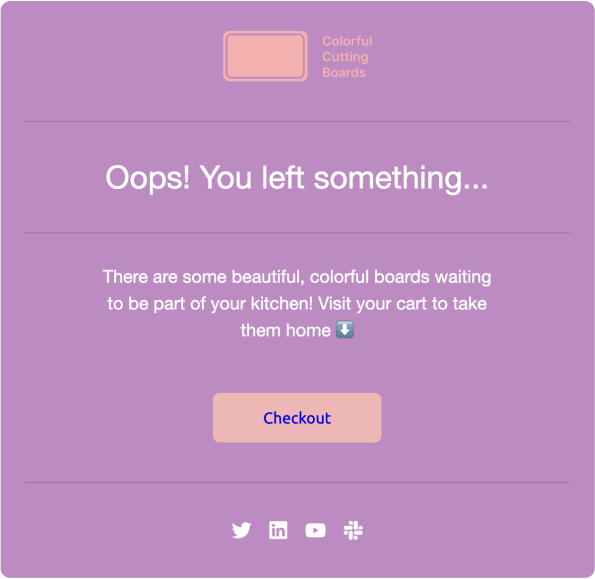 Colorful
Cutting
Boards
Oops! You left something...
There are some beautiful, colorful boards waiting
to be part of your kitchen! Visit your cart to take
them home ⬇️
Checkout
in